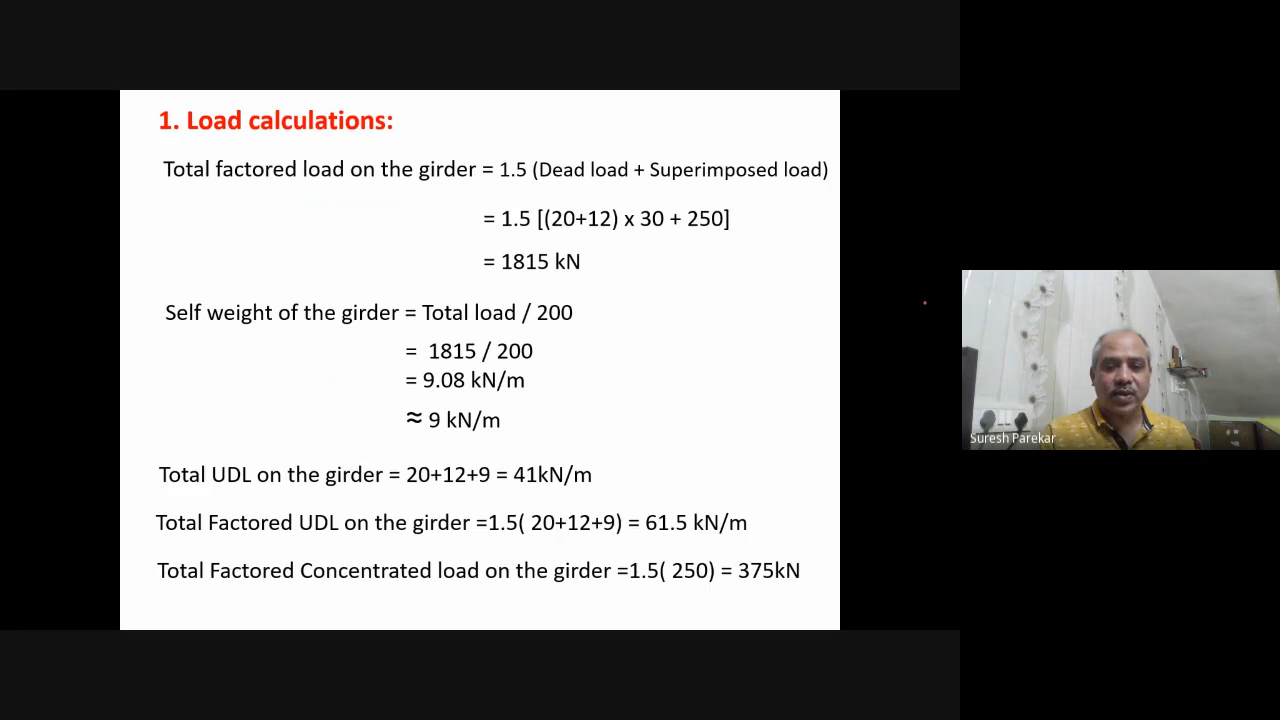 1. Load calculations:
Total factored load on the girder = 1.5 (Dead load + Superimposed load)
= 1.5 [(20+12) x 30 + 250]
= 1815 kN
Self weight of the girder = Total load / 200
= 1815 / 200
= 9.08 kN/m
≈ 9 kN/m
Total UDL on the girder = 20+12+9 = 41kN/m
Total Factored UDL on the girder =1.5( 20+12+9) = 61.5 kN/m
Total Factored Concentrated load on the girder =1.5( 250) = 375kN
Suresh Parekar